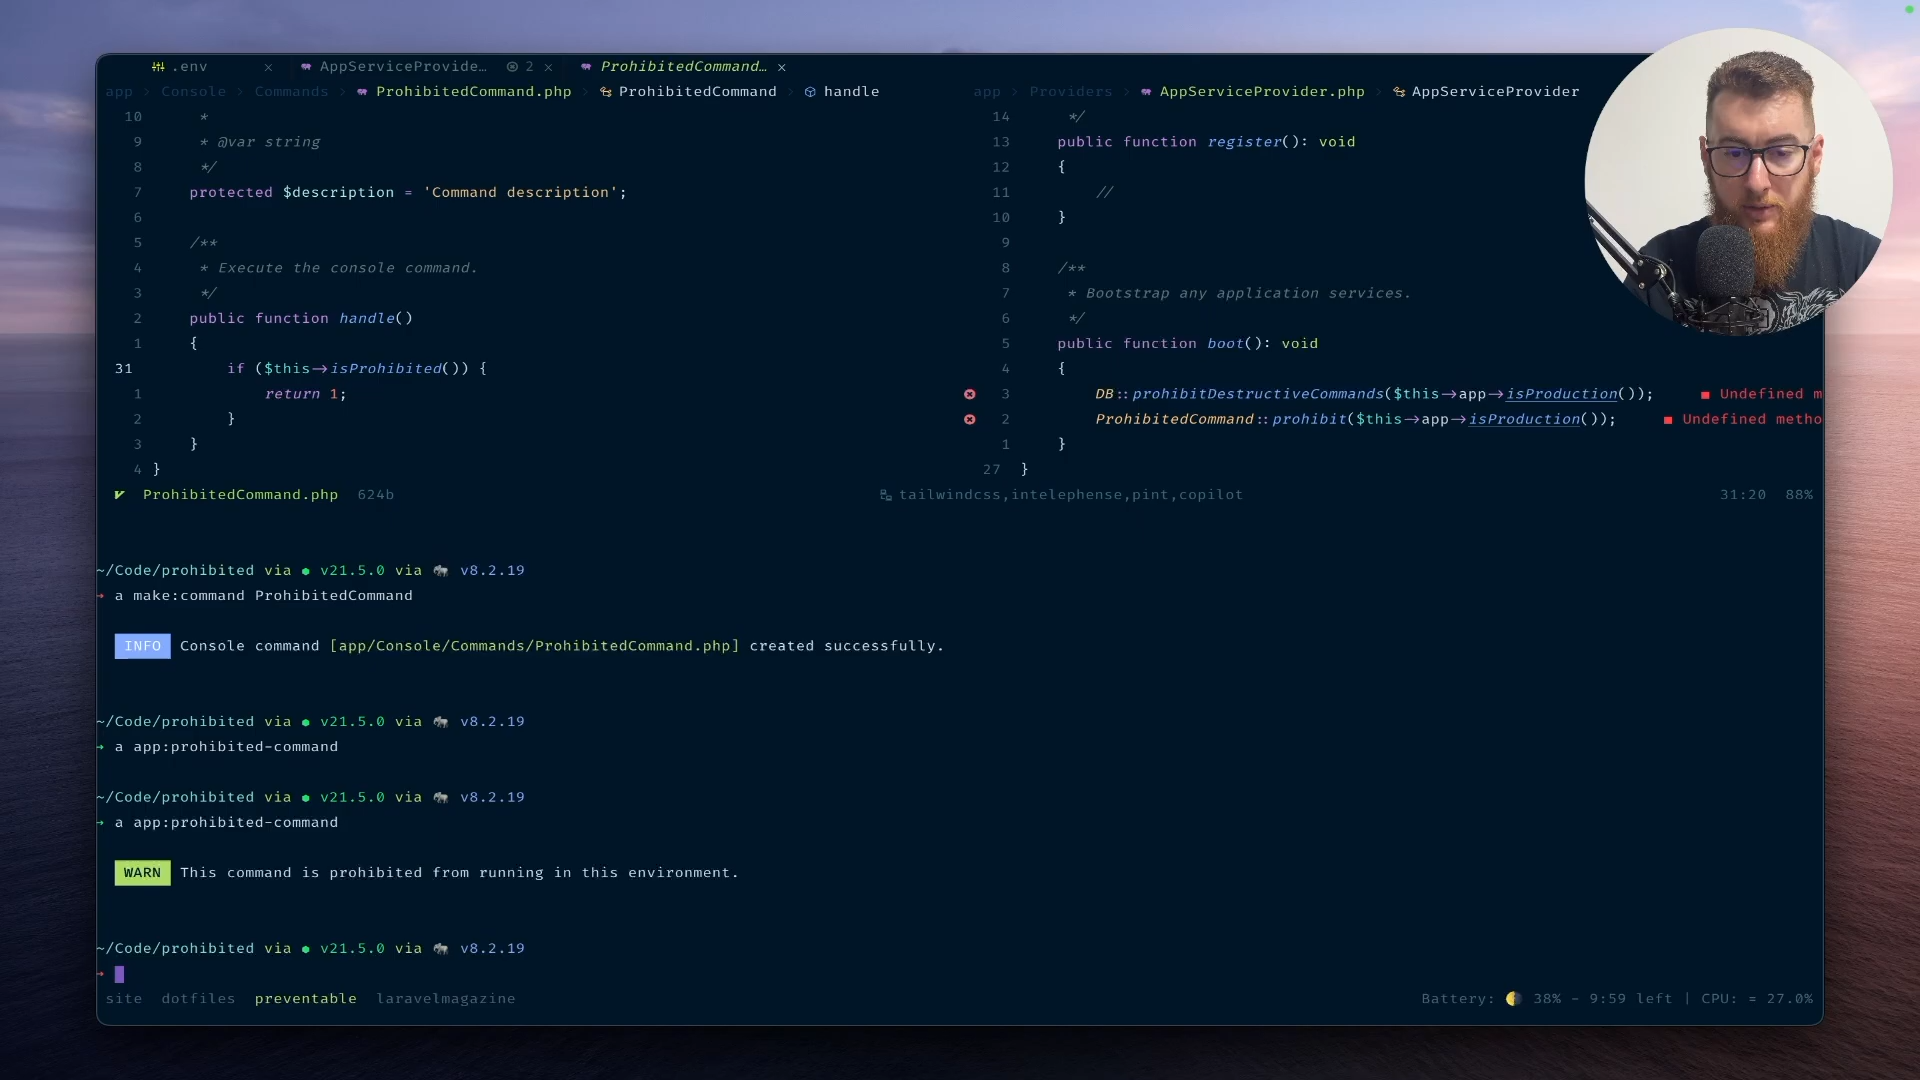 .env × AppServiceProvide… 2 × ProhibitedCommand… ×
app > Console > Commands > ProhibitedCommand.php > ProhibitedCommand > handle
10 *
9 * @var string
8 */
7 protected $description = 'Command description';
6
5 /**
4 * Execute the console command.
3 */
2 public function handle()
1 {
31 if ($this->isProhibited()) {
1 return 1;
2 }
3 }
4 }
app > Providers > AppServiceProvider.php > AppServiceProvider
14 */
13 public function register(): void
12 {
11 //
10 }
9
8 /**
7 * Bootstrap any application services.
6 */
5 public function boot(): void
4 {
3 DB::prohibitDestructiveCommands($this->app->isProduction()); ■ Undefined m
2 ProhibitedCommand::prohibit($this->app->isProduction()); ■ Undefined metho
1 }
27 }
ProhibitedCommand.php 624b tailwindcss,intelephense,pint,copilot 31:20 88%
~/Code/prohibited via v21.5.0 via v8.2.19
→ a make:command ProhibitedCommand
INFO Console command [app/Console/Commands/ProhibitedCommand.php] created successfully.
~/Code/prohibited via v21.5.0 via v8.2.19
→ a app:prohibited-command
~/Code/prohibited via v21.5.0 via v8.2.19
→ a app:prohibited-command
WARN This command is prohibited from running in this environment.
~/Code/prohibited via v21.5.0 via v8.2.19
→
site dotfiles preventable laravelmagazine Battery: 38% - 9:59 left | CPU: = 27.0%